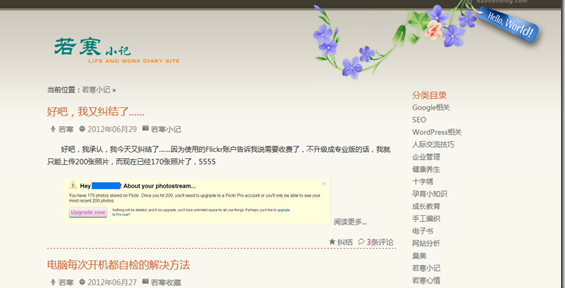 Hello, World!
若寒小记
LIFE AND WORK DIARY SITE
当前位置：若寒小记 »
好吧，我又纠结了……
若寒 2012年06月29 若寒小记
好吧，我承认，我今天又纠结了……因为使用的Flickr账户告诉我说需要收费了，不升级成专业版的话，我就
只能上传200张照片，而现在已经170张照片了，5555
Hey ! About your photostream...
You have 170 photos stored on Flickr. Once you hit 200, you'll need to upgrade to a Flickr Pro account or you'll only be able to see your
most recent 200 photos.
Upgrade now
Nothing will be deleted, and if you upgrade, you'll have unlimited space for all your things. Perhaps you'd like to upgrade
to Pro now?
阅读更多...
纠结 3条评论
电脑每次开机都自检的解决方法
若寒 2012年06月27 若寒收藏
分类目录
Google相关
SEO
WordPress相关
人际交流技巧
企业管理
健康养生
十字绣
孕育小知识
成长教育
手工编织
电子书
网站分析
臭美
若寒小记
若寒心情